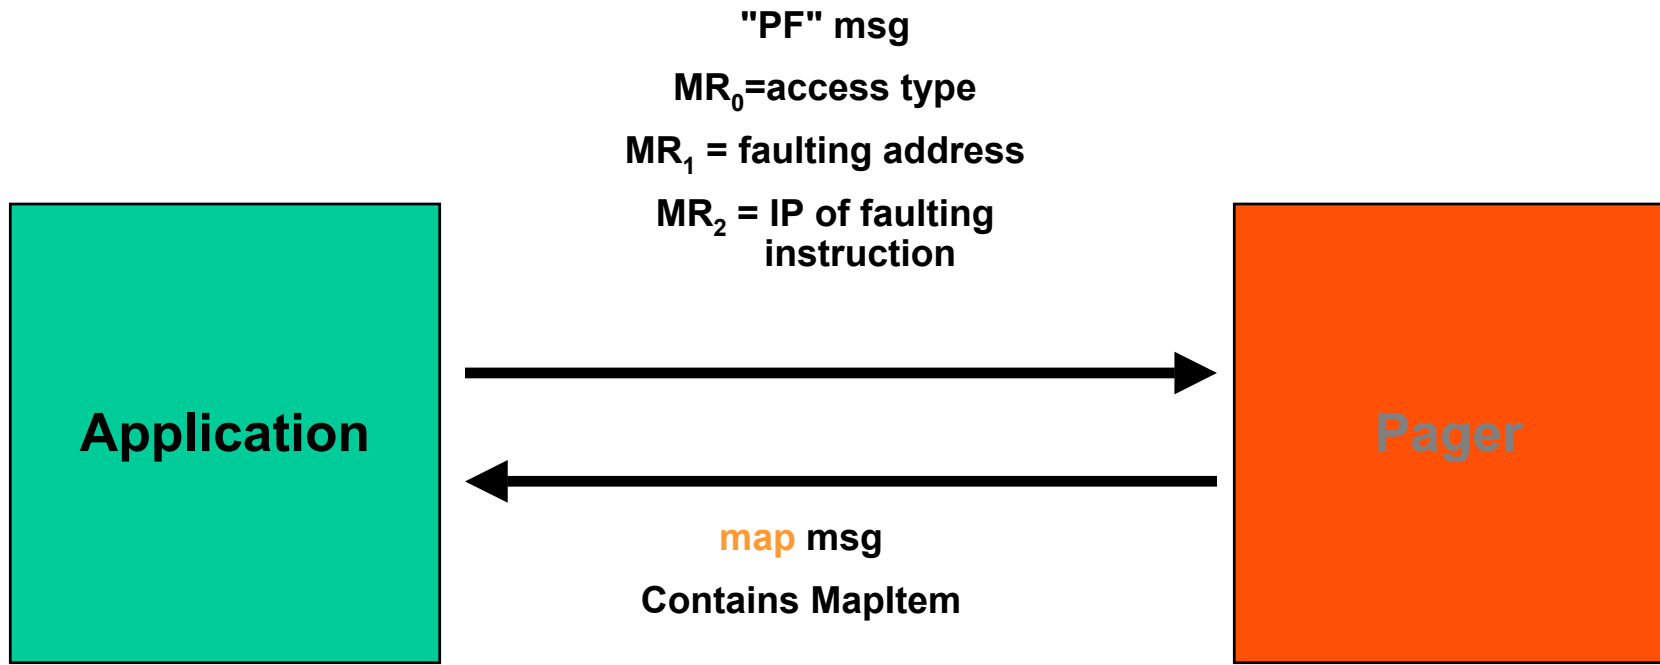 "PF" msg
MR₀=access type
MR₁ = faulting address
MR₂ = IP of faulting
instruction
Application
Pager
map msg
Contains MapItem